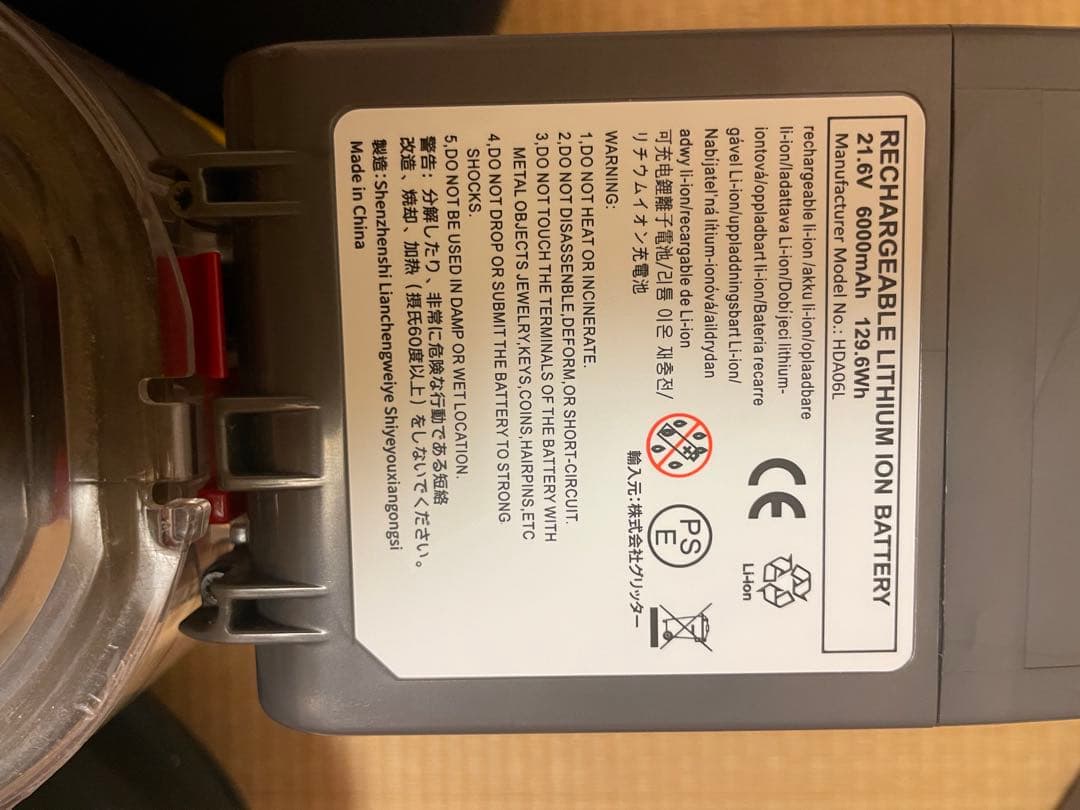 RECHARGEABLE LITHIUM ION BATTERY
21.6V 6000mAh 129.6Wh
Manufacturer Model No.: HDA06L
rechargeable li-ion /akku li-ion/oplaadbare
li-ion/ladattava Li-ion/Dobíjecí lithium-
iontová/oppladbart li-ion/Bateria recarre
gável Li-ion/uppladdningsbart Li-ion/
Nabíjateľ'ná lítium-ionóvá/aildrydan
adwy li-ion/recargable de Li-ion
可充电鋰離子電池/리튬 이온 재충전/
リチウムイオン充電池
CE
Li-Ion
PS
E
輸入元:株式会社グリッター
WARNING:
1,DO NOT HEAT OR INCINERATE.
2,DO NOT DISASSENBLE,DEFORM,OR SHORT-CIRCUIT.
3,DO NOT TOUCH THE TERMINALS OF THE BATTERY WITH
METAL OBJECTS JEWELRY,KEYS,COINS,HAIRPINS,ETC
4,DO NOT DROP OR SUBMIT THE BATTERY TO STRONG
SHOCKS.
5,DO NOT BE USED IN DAMP OR WET LOCATION.
警告: 分解したり、非常に危険な行動である短絡
改造、焼却、加熱(摂氏60度以上)をしないでください。
製造:Shenzhenshi Lianchengweiye Shiyeyouxiangongsi
Made in China